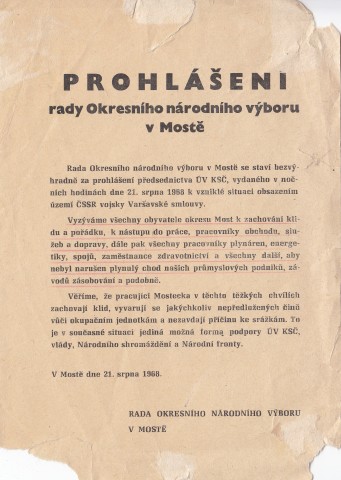 PROHLÁŠENÍ
rady Okresního národního výboru
v Mostě
Rada Okresního národního výboru v Mostě se staví bezvý-
hradně za prohlášení předsednictva ÚV KSČ, vydaného v noč-
ních hodinách dne 21. srpna 1968 k vzniklé situaci obsazením
území ČSSR vojsky Varšavské smlouvy.
Vyzýváme všechny obyvatele okresu Most k zachování kli-
du a pořádku, k nástupu do práce, pracovníky obchodu, slu-
žeb a dopravy, dále pak všechny pracovníky plynáren, energe-
tiky, spojů, zaměstnance zdravotnictví a všechny další, aby
nebyl narušen plynulý chod našich průmyslových podniků, zá-
vodů zásobování a podobně.
Věříme, že pracující Mostecka v těchto těžkých chvílích
zachovají klid, vyvarují se jakýchkoliv nepředložených činů
vůči okupačním jednotkám a nezavdají příčinu ke srážkám. To
je v současné situaci jediná možná forma podpory ÚV KSČ,
vlády, Národního shromáždění a Národní fronty.
V Mostě dne 21. srpna 1968.
RADA OKRESNÍHO NÁRODNÍHO VÝBORU
V MOSTĚ